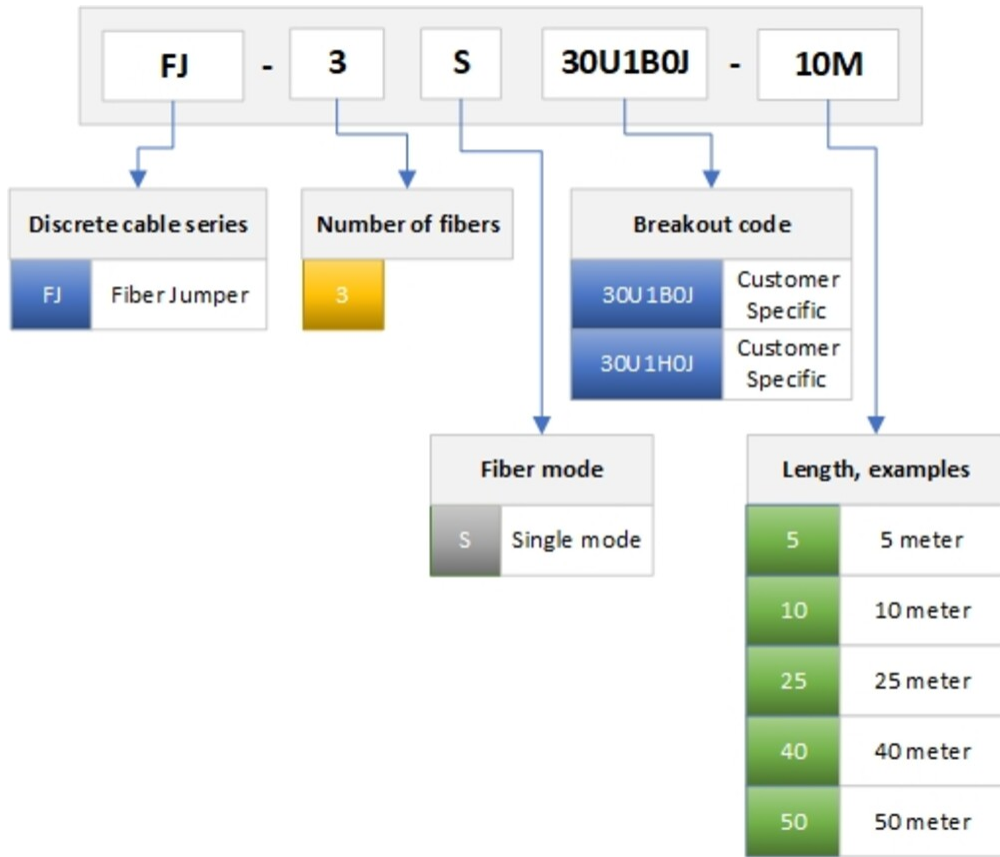 FJ - 3 S 30U1B0J - 10M
Discrete cable series
FJ Fiber Jumper
Number of fibers
3
Breakout code
30U1B0J Customer
Specific
30U1H0J Customer
Specific
Fiber mode
S Single mode
Length, examples
5 5 meter
10 10 meter
25 25 meter
40 40 meter
50 50 meter